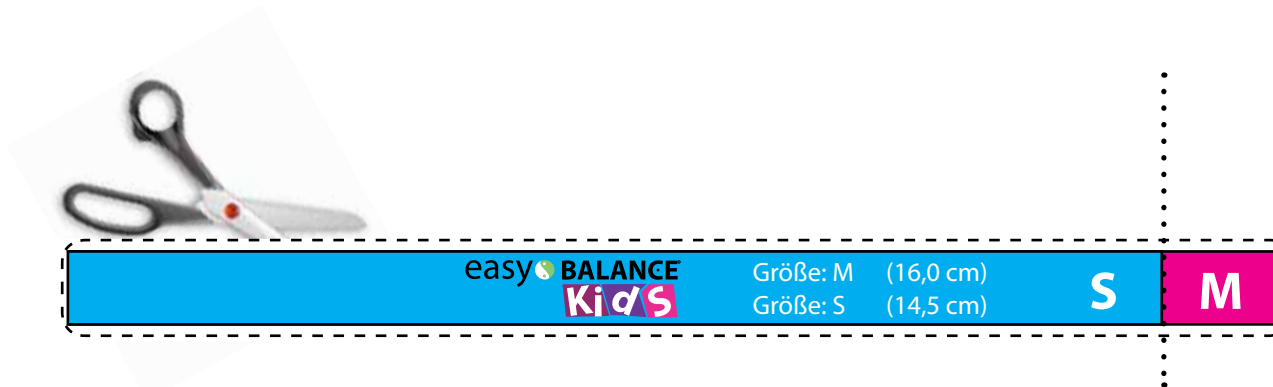 easy BALANCE
Kids
Größe: M (16,0 cm)
Größe: S (14,5 cm)
S
M